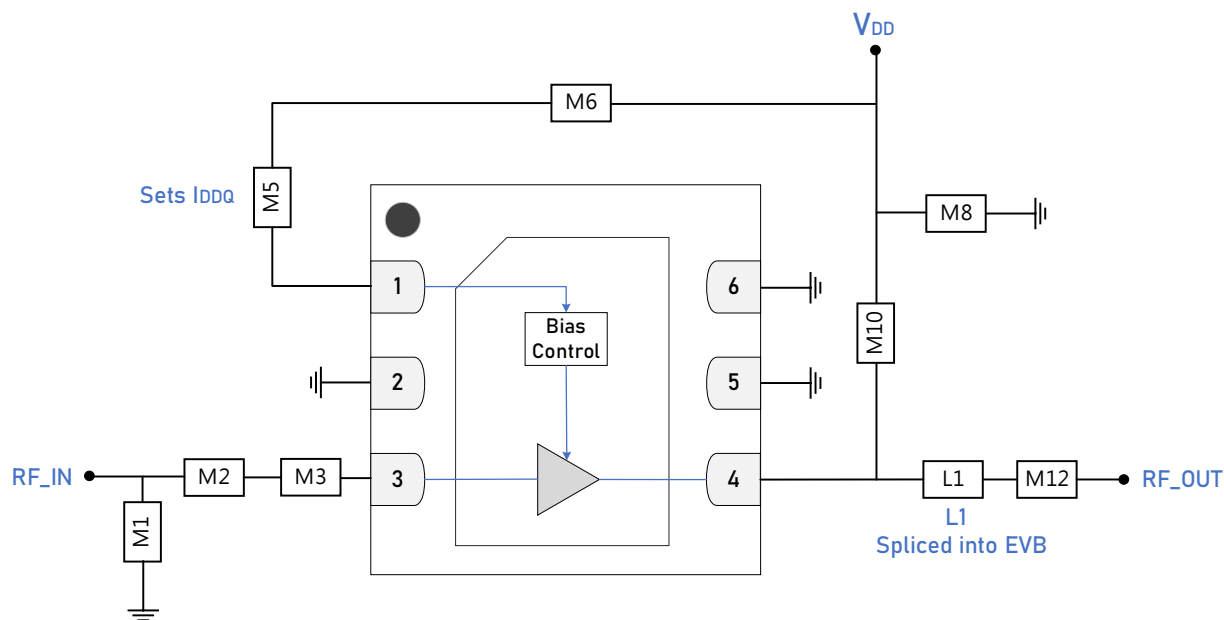 VDD
M6
M5
Sets IDDQ
M8
1
6
Bias
Control
M10
2
5
RF_IN
M2
M3
3
4
L1
M12
RF_OUT
M1
L1
Spliced into EVB